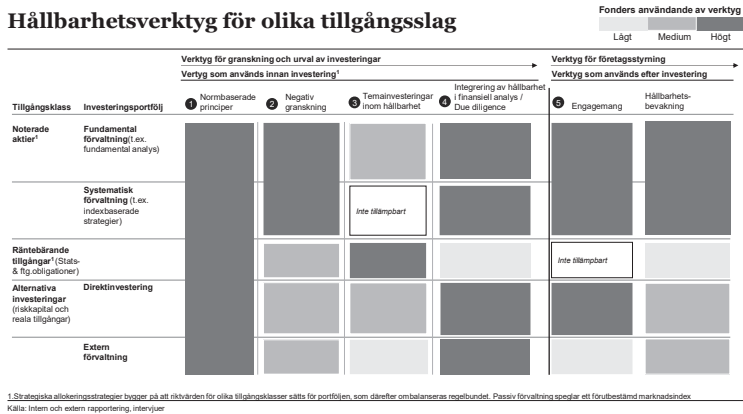 Hållbarhetsverktyg för olika tillgångsslag
Fonders användande av verktyg
Lågt Medium Högt
Verktyg för granskning och urval av investeringar
Vertyg som används innan investering¹
Verktyg för företagsstyrning
Verktyg som används efter investering
Tillgångsklass
Investeringsportfölj
1 Normbaserade
principer
2 Negativ
granskning
3 Temainvesteringar
inom hållbarhet
4 Integrering av hållbarhet
i finansiell analys /
Due diligence
5 Engagemang
Hållbarhets-
bevakning
Noterade
aktier¹
Fundamental
förvaltning(t.ex.
fundamental analys)
Systematisk
förvaltning (t.ex.
indexbaserade
strategier)
Inte tillämpbart
Räntebärande
tillgångar¹ (Stats-
& ftg.obligationer)
Inte tillämpbart
Alternativa
investeringar
(riskkapital och
reala tillgångar)
Direktinvestering
Extern
förvaltning
1.Strategiska allokeringsstrategier bygger på att riktvärden för olika tillgångsklasser sätts för portföljen, som därefter ombalanseras regelbundet. Passiv förvaltning speglar ett förutbestämd marknadsindex
Källa: Intern och extern rapportering, intervjuer